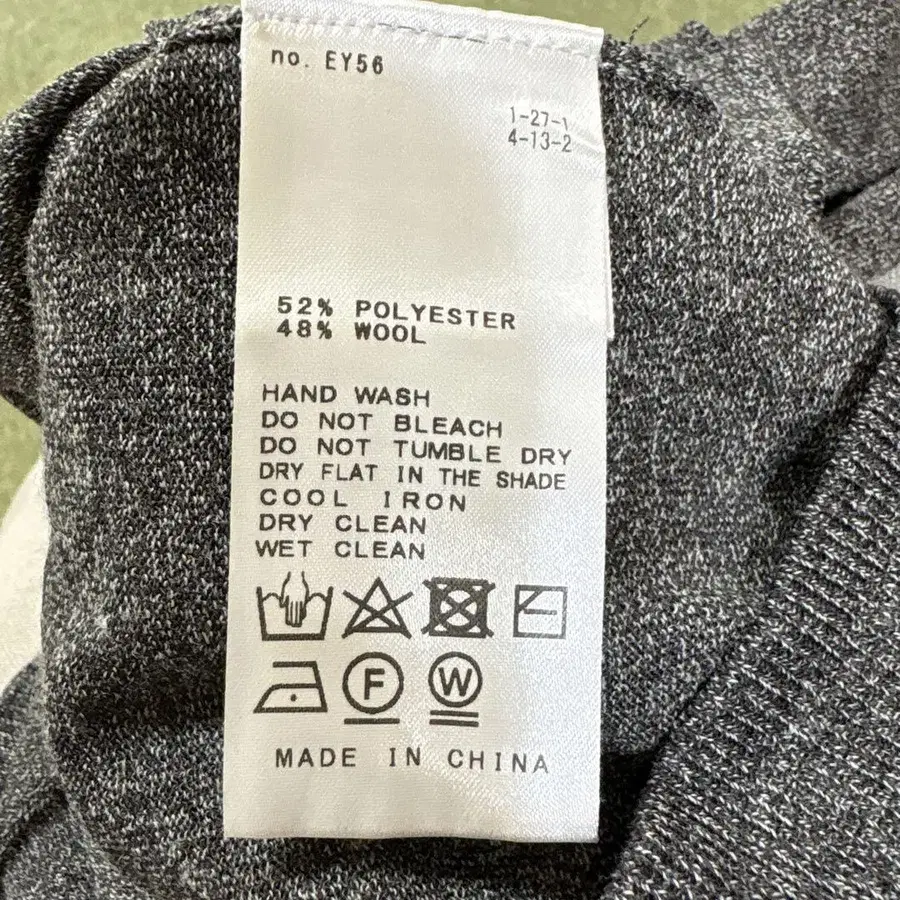 no. EY56
1-27-1
4-13-2
52% POLYESTER
48% WOOL
HAND WASH
DO NOT BLEACH
DO NOT TUMBLE DRY
DRY FLAT IN THE SHADE
COOL IRON
DRY CLEAN
WET CLEAN
F W
MADE IN CHINA